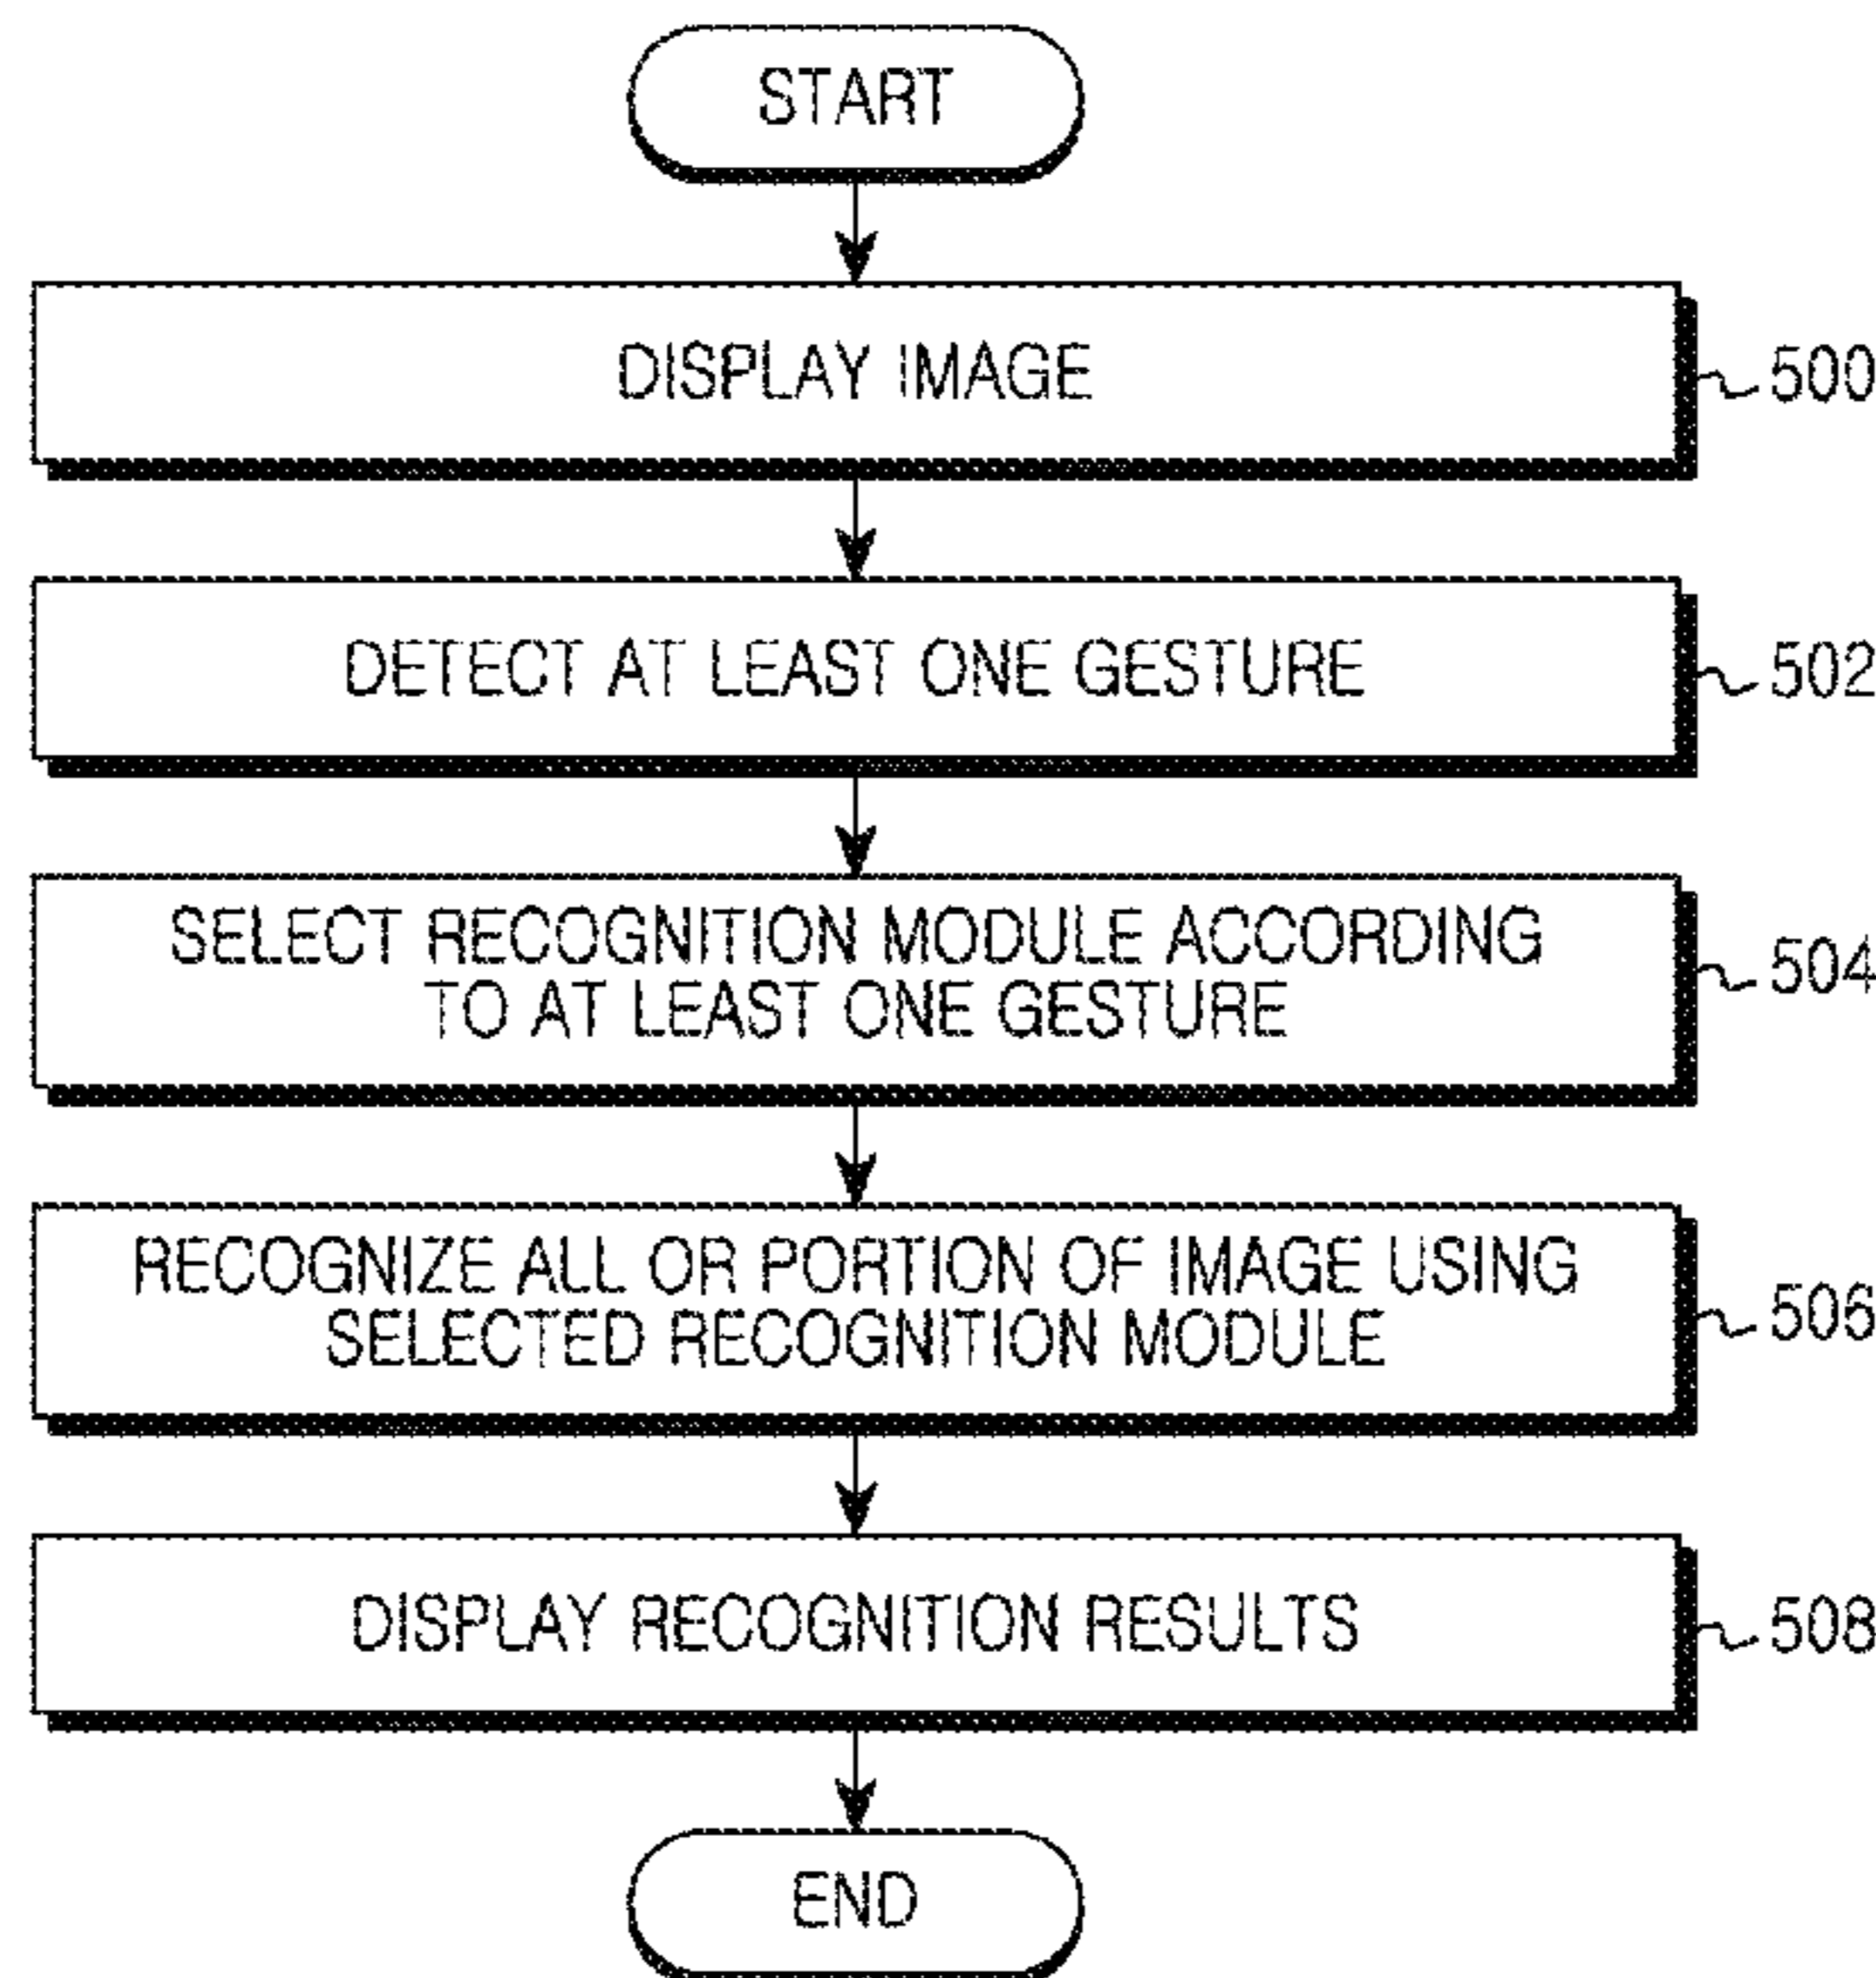 START
DISPLAY IMAGE
500
DETECT AT LEAST ONE GESTURE
502
SELECT RECOGNITION MODULE ACCORDING
TO AT LEAST ONE GESTURE
504
RECOGNIZE ALL OR PORTION OF IMAGE USING
SELECTED RECOGNITION MODULE
506
DISPLAY RECOGNITION RESULTS
508
END